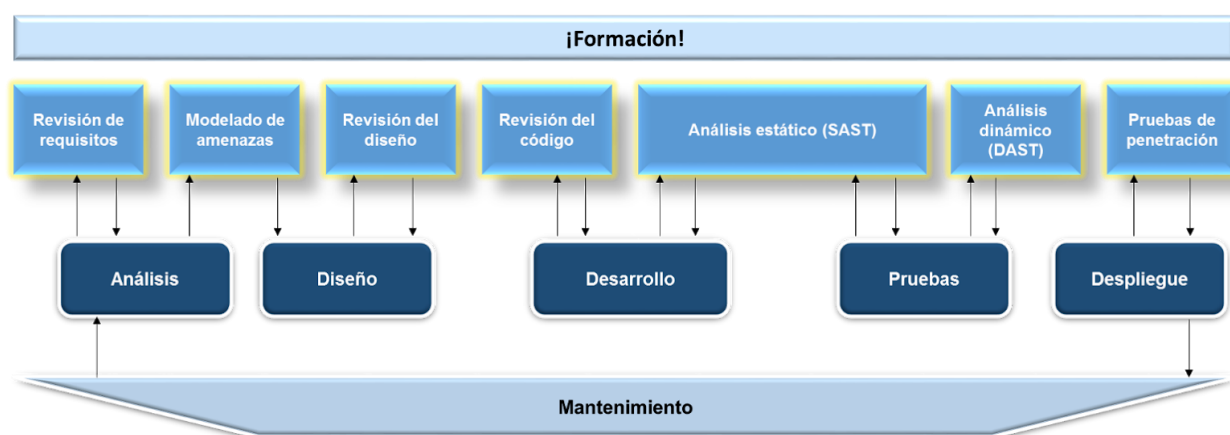 ¡Formación!
Revisión de
requisitos
Modelado de
amenazas
Revisión del
diseño
Revisión del
código
Análisis estático (SAST)
Análisis
dinámico
(DAST)
Pruebas de
penetración
Análisis
Diseño
Desarrollo
Pruebas
Despliegue
Mantenimiento